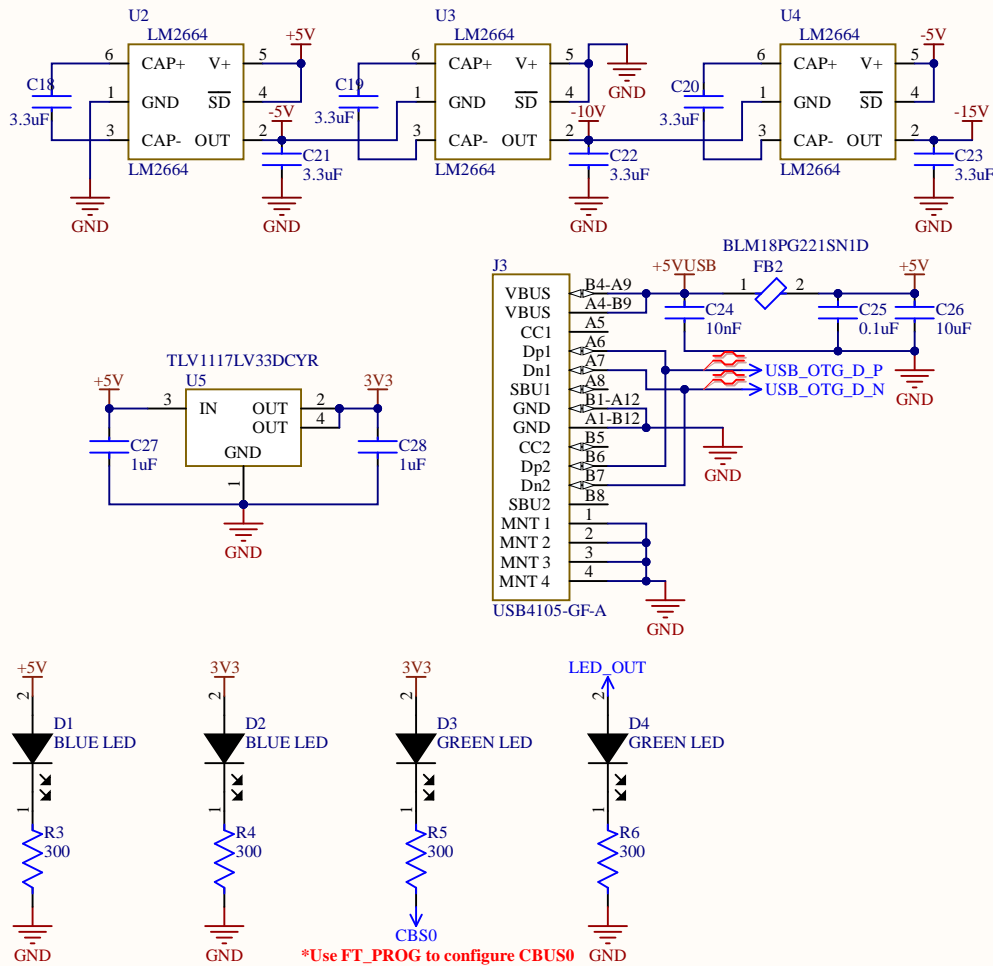 U2
LM2664
+5V
6 CAP+ V+ 5
C18
3.3uF
1 GND SD 4
3 CAP- OUT 2
-5V
C21
3.3uF
LM2664
GND
GND
U3
LM2664
6 CAP+ V+ 5
GND
C19
3.3uF
1 GND SD 4
3 CAP- OUT 2
-10V
C22
3.3uF
LM2664
GND
U4
LM2664
-5V
6 CAP+ V+ 5
C20
3.3uF
1 GND SD 4
3 CAP- OUT 2
-15V
C23
3.3uF
LM2664
GND
TLV1117LV33DCYR
U5
+5V
3V3
3 IN OUT 2
OUT 4
GND
1
C27
1uF
C28
1uF
GND
J3
VBUS B4-A9
VBUS A4-B9
CC1 A5
Dp1 A6
Dn1 A7
SBU1 A8
GND B1-A12
GND A1-B12
CC2 B5
Dp2 B6
Dn2 B7
SBU2 B8
MNT 1 1
MNT 2 2
MNT 3 3
MNT 4 4
USB4105-GF-A
GND
GND
BLM18PG221SN1D
+5VUSB
1 FB2 2
+5V
C24
10nF
C25
0.1uF
C26
10uF
USB_OTG_D_P
USB_OTG_D_N
GND
+5V
2
D1
BLUE LED
1
R3
300
GND
3V3
2
D2
BLUE LED
1
R4
300
GND
3V3
2
D3
GREEN LED
1
R5
300
CBS0
LED_OUT
2
D4
GREEN LED
1
R6
300
GND
*Use FT_PROG to configure CBUS0